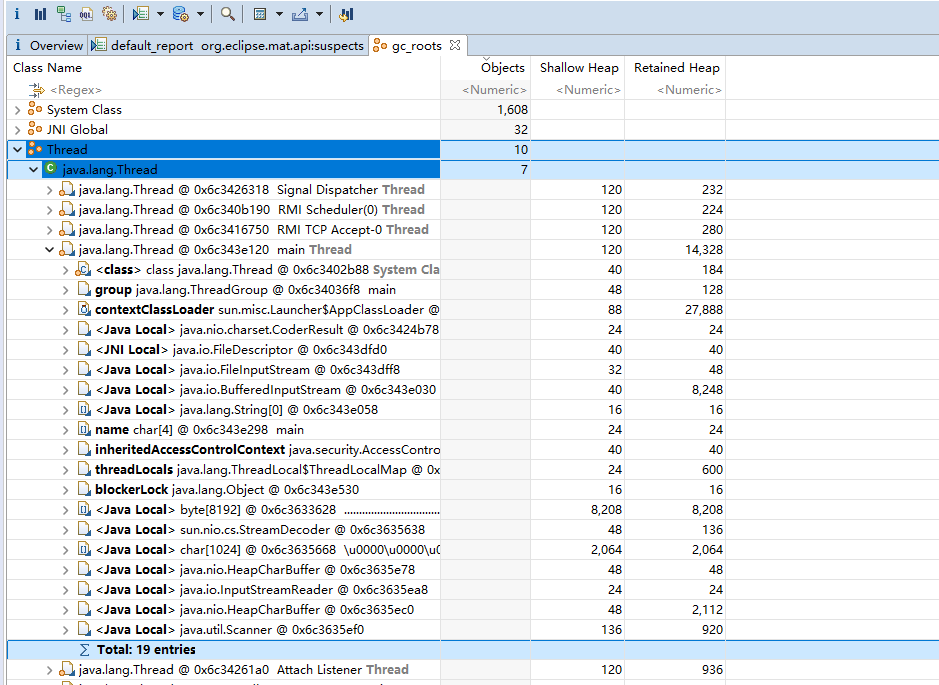 i Overview default_report org.eclipse.mat.api:suspects gc_roots
Class Name Objects Shallow Heap Retained Heap
<Regex> <Numeric> <Numeric> <Numeric>
System Class 1,608
JNI Global 32
Thread 10
java.lang.Thread 7
java.lang.Thread @ 0x6c3426318 Signal Dispatcher Thread 120 232
java.lang.Thread @ 0x6c340b190 RMI Scheduler(0) Thread 120 224
java.lang.Thread @ 0x6c3416750 RMI TCP Accept-0 Thread 120 280
java.lang.Thread @ 0x6c343e120 main Thread 120 14,328
<class> class java.lang.Thread @ 0x6c3402b88 System Cla 40 184
group java.lang.ThreadGroup @ 0x6c34036f8 main 48 128
contextClassLoader sun.misc.Launcher$AppClassLoader @ 88 27,888
<Java Local> java.nio.charset.CoderResult @ 0x6c3424b78 24 24
<JNI Local> java.io.FileDescriptor @ 0x6c343dfd0 40 40
<Java Local> java.io.FileInputStream @ 0x6c343dff8 32 48
<Java Local> java.io.BufferedInputStream @ 0x6c343e030 40 8,248
<Java Local> java.lang.String[0] @ 0x6c343e058 16 16
name char[4] @ 0x6c343e298 main 24 24
inheritedAccessControlContext java.security.AccessContro 40 40
threadLocals java.lang.ThreadLocal$ThreadLocalMap @ 0x 24 600
blockerLock java.lang.Object @ 0x6c343e530 16 16
<Java Local> byte[8192] @ 0x6c3633628 ................................ 8,208 8,208
<Java Local> sun.nio.cs.StreamDecoder @ 0x6c3635638 48 136
<Java Local> char[1024] @ 0x6c3635668 \u0000\u0000\u0 2,064 2,064
<Java Local> java.nio.HeapCharBuffer @ 0x6c3635e78 48 48
<Java Local> java.io.InputStreamReader @ 0x6c3635ea8 24 24
<Java Local> java.nio.HeapCharBuffer @ 0x6c3635ec0 48 2,112
<Java Local> java.util.Scanner @ 0x6c3635ef0 136 920
Σ Total: 19 entries
java.lang.Thread @ 0x6c34261a0 Attach Listener Thread 120 936